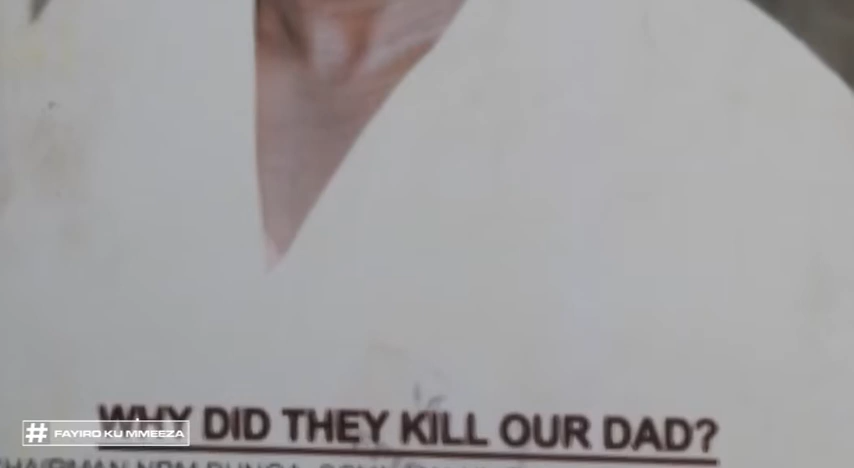 WHY DID THEY KILL OUR DAD?
# FAYIRO KU MMEEZA